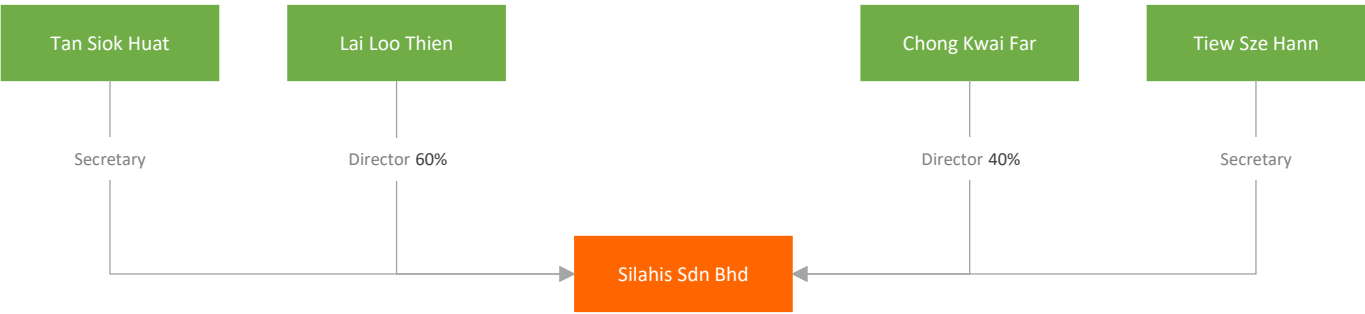 Tan Siok Huat
Lai Loo Thien
Chong Kwai Far
Tiew Sze Hann
Secretary
Director 60%
Director 40%
Secretary
Silahis Sdn Bhd